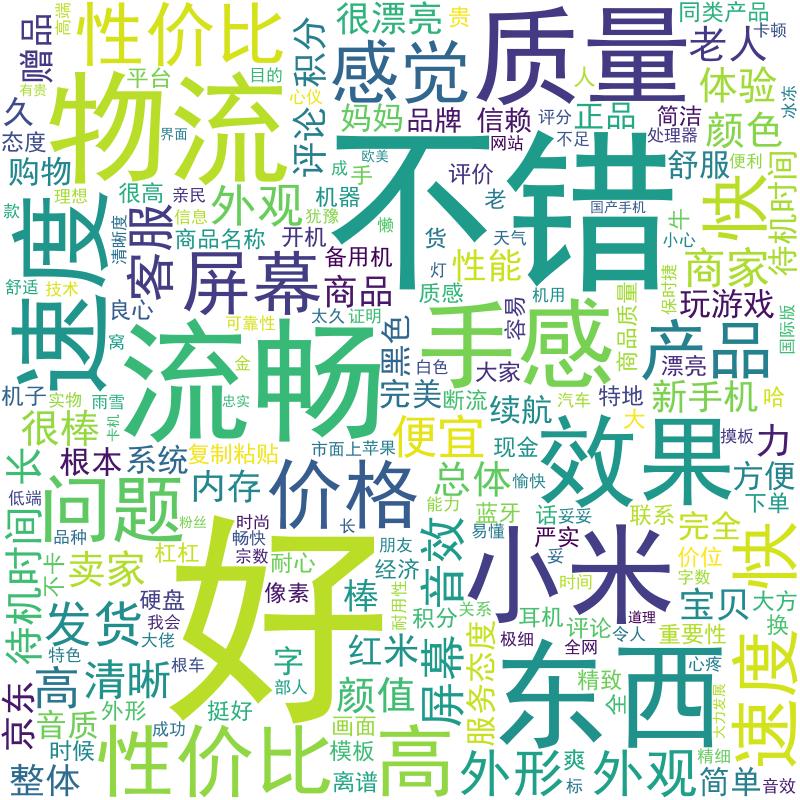 高端
贵
卡顿
赠品
性价比
很漂亮
同类产品
有贵
目的
积分
感觉
质量
老人
水冻
平台
心仪
人
体验
久
物流
妈妈
品牌
信赖
正品
简洁
颜色
态度
界面
评论
网站
评分
不足
处理器
购物
成
手
欧美
评价
舒服
便利
理想
很高
亲民
机器
不错
老
国产手机
快
待机时间
款
清晰度
信息
外观
犹豫
懒
货
天气
牛
小心
速度
客服
商品名称
开机
备用机
灯
性能
商家
舒适
技术
良心
屏幕
商品
质感
机用
容易
商品质量
保时捷
玩游戏
国际版
可靠性
太久
证明
黑色
手感
产品
窝
流畅
金
白色
大家
漂亮
机子
实物
雨雪
忠实
完美
断流
续航
汽车
特地
新手机
哈
很棒
卡机
便宜
大
长
根本
系统
复制粘贴
市面上苹果
现金
效果
摸板
力
低端
问题
内存
价格
总体
愉快
方便
下单
品种
粉丝
时尚
长
能力
蓝牙
话
妥妥
联系
完全
待机时间
不卡
杠杠
畅快
宗数
耐心
朋友
音效
易懂
严实
妥
价位
字数
快
卖家
好
像素
经济
小米
时间
发货
硬盘
我会
棒
耐用性
积分
关系
耳机
评论
道理
宝贝
大方
特色
大佬
字
红米
极细
全网
令人
重要性
换
京东
高
清晰
根车
部人
颜值
屏幕
服务态度
东西
精致
全
心疼
大力发展
速度
音质
外形
成功
挺好
画面
时候
性价比
模板
高
外形
爽
外观
精细
整体
离谱
标
简单
音效